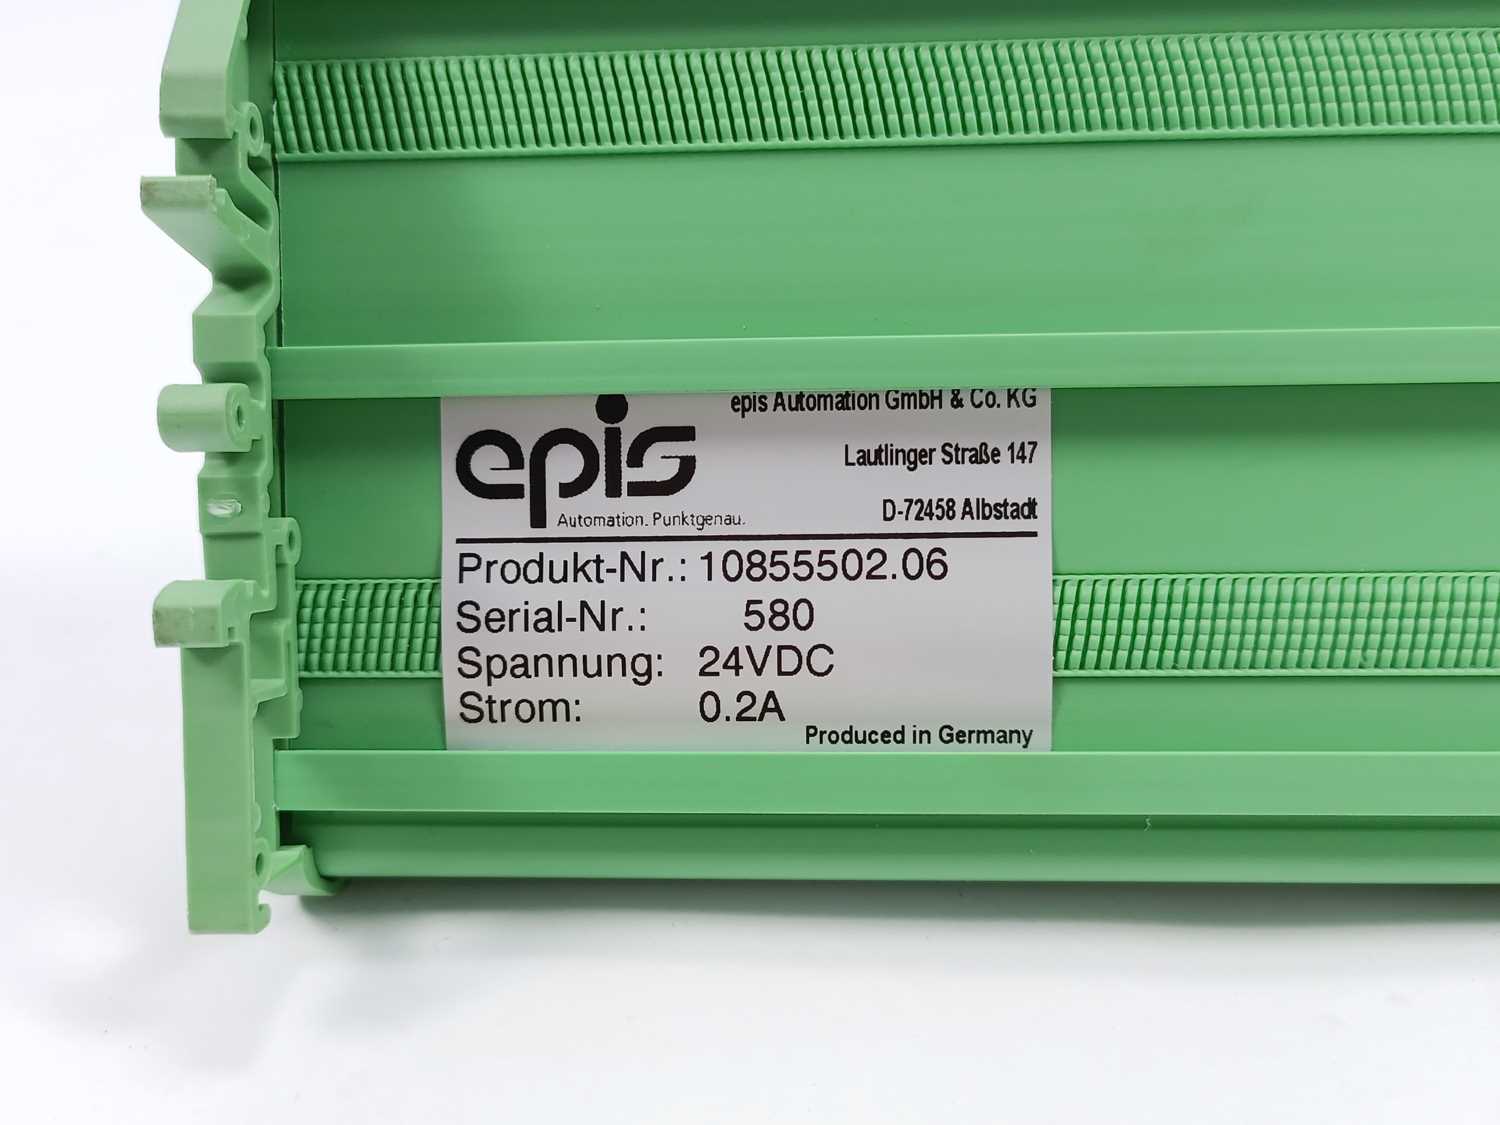 epis Automation GmbH & Co. KG
epis
Lautlinger Straße 147
Automation. Punktgenau.
D-72458 Albstadt
Produkt-Nr.: 10855502.06
Serial-Nr.: 580
Spannung: 24VDC
Strom: 0.2A
Produced in Germany